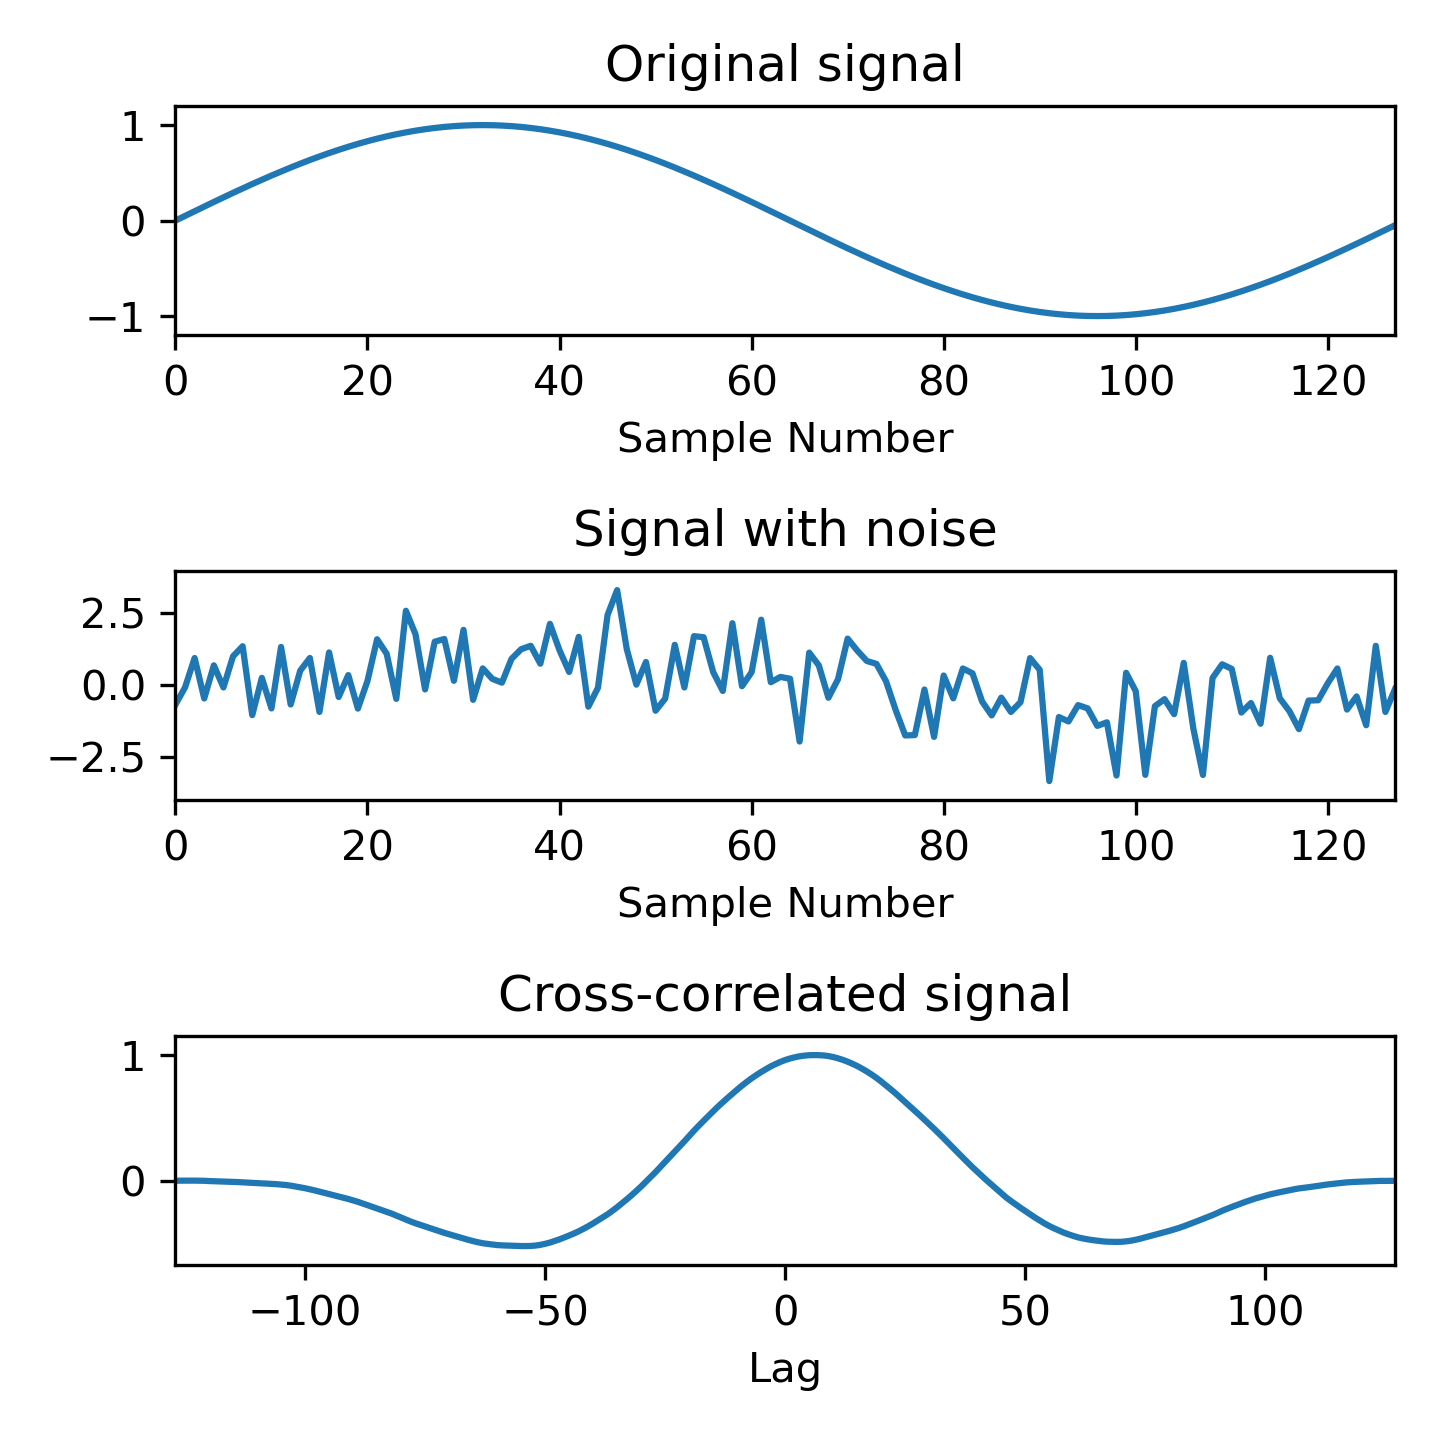 Original signal
1
0
−1
0 20 40 60 80 100 120
Sample Number
Signal with noise
2.5
0.0
−2.5
0 20 40 60 80 100 120
Sample Number
Cross-correlated signal
1
0
−100 −50 0 50 100
Lag